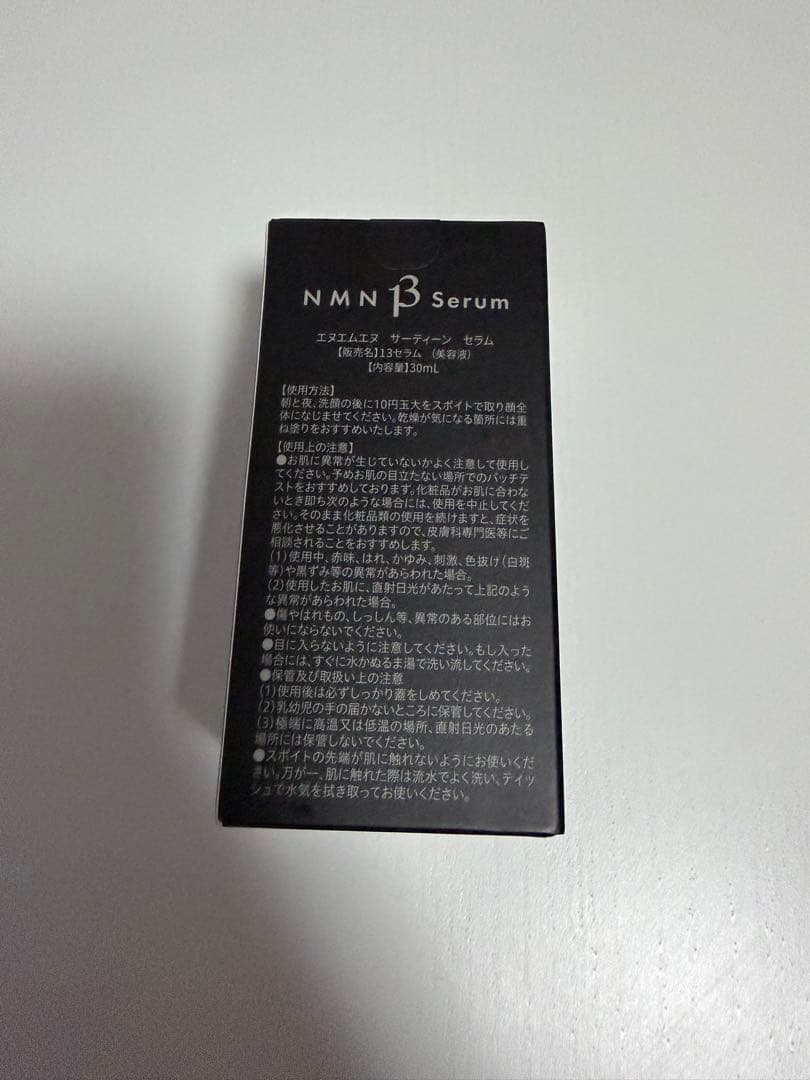 NMN 13 Serum
エヌエムエヌ サーティーン セラム
【販売名】13セラム （美容液）
【内容量】30mL
【使用方法】
朝と夜、洗顔の後に10円玉大をスポイトで取り顔全
体になじませてください。乾燥が気になる箇所には重
ね塗りをおすすめいたします。
【使用上の注意】
●お肌に異常が生じていないかよく注意して使用し
てください。予めお肌の目立たない場所でのパッチテ
ストをおすすめしております。化粧品がお肌に合わな
いとき即ち次のような場合には、使用を中止してくだ
さい。そのまま化粧品類の使用を続けますと、症状を
悪化させることがありますので、皮膚科専門医等にご
相談されることをおすすめします。
(1)使用中、赤味、はれ、かゆみ、刺激、色抜け(白斑
等)や黒ずみ等の異常があらわれた場合。
(2)使用したお肌に、直射日光があたって上記のよう
な異常があらわれた場合。
●傷やはれもの、しっしん等、異常のある部位にはお
使いにならないでください。
●目に入らないように注意してください。もし入った
場合には、すぐに水かぬるま湯で洗い流してください。
●保管及び取扱い上の注意
(1)使用後は必ずしっかり蓋をしめてください。
(2)乳幼児の手の届かないところに保管してください。
(3)極端に高温又は低温の場所、直射日光のあたる
場所には保管しないでください。
●スポイトの先端が肌に触れないようにお使いくだ
さい。万が一、肌に触れた際は流水でよく洗い、ティッ
シュで水気を拭き取ってお使いください。